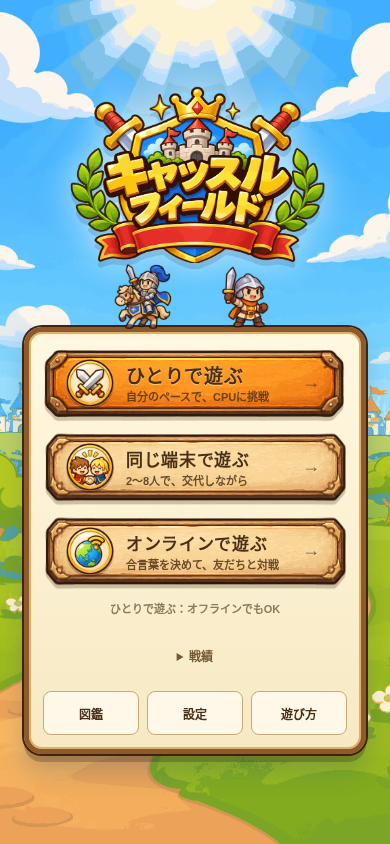 キャッスル
フィールド
ひとりで遊ぶ
自分のペースで、CPUに挑戦
→
同じ端末で遊ぶ
2〜8人で、交代しながら
→
オンラインで遊ぶ
合言葉を決めて、友だちと対戦
→
ひとりで遊ぶ：オフラインでもOK
▶ 戦績
図鑑
設定
遊び方